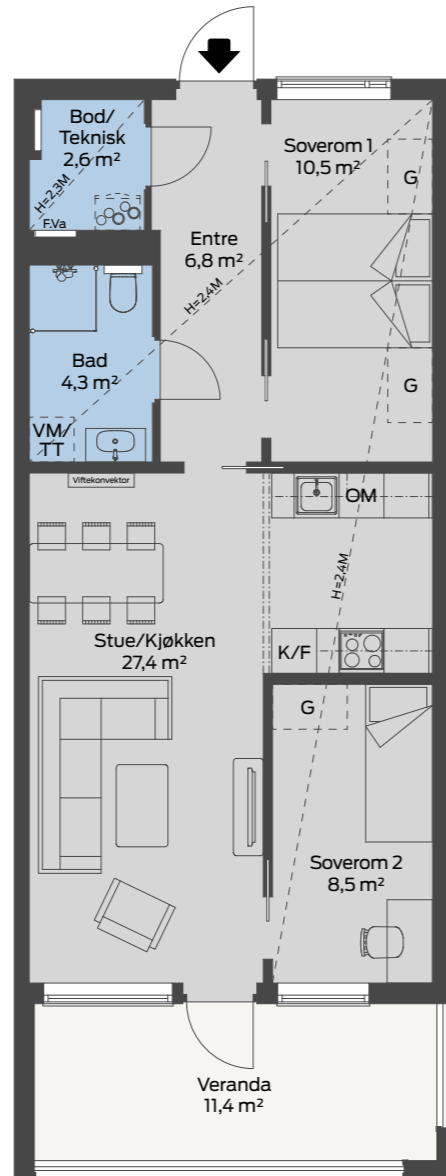 Bod/
Teknisk
2,6 m²
H=2,3M
F.Va
Soverom 1
10,5 m²
G
Entre
6,8 m²
H=2,4M
Bad
4,3 m²
G
VM/
TT
Viftekonvektor
OM
H=2,4M
Stue/Kjøkken
27,4 m²
K/F
G
Soverom 2
8,5 m²
Veranda
11,4 m²